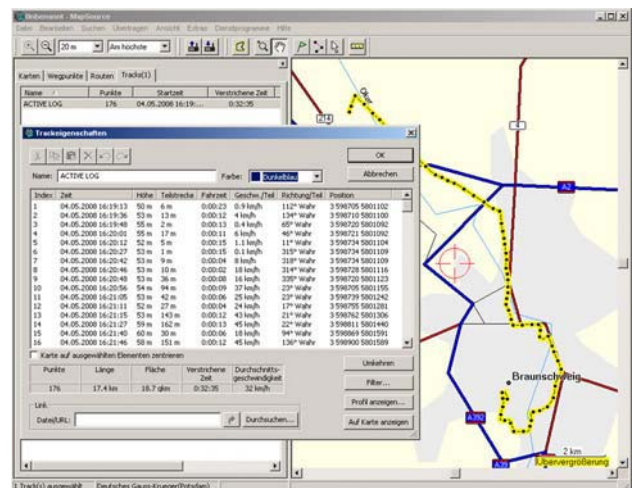 Unbenannt - MapSource
Datei Bearbeiten Suchen Übertragen Ansicht Extras Dienstprogramme Hilfe
20 m Am höchste
Karten Wegpunkte Routen Tracks(1)
Name Punkte Startzeit Verstrichene Zeit
ACTIVE LOG 176 04.05.2008 16:19:... 0:32:35
Trackeigenschaften
OK
Name: ACTIVE LOG Farbe: Dunkelblau Abbrechen
Index Zeit Höhe Teilstrecke Fahrzeit Geschw./Teil Richtung/Teil Position
1 04.05.2008 16:19:13 50 m 6 m 0:00:23 0.9 km/h 112° Wahr 3 598705 5801102
2 04.05.2008 16:19:36 53 m 13 m 0:00:12 4 km/h 134° Wahr 3 598710 5801100
3 04.05.2008 16:19:48 55 m 2 m 0:00:13 0.4 km/h 65° Wahr 3 598720 5801092
4 04.05.2008 16:20:01 55 m 17 m 0:00:11 6 km/h 46° Wahr 3 598721 5801092
5 04.05.2008 16:20:12 52 m 5 m 0:00:15 1.1 km/h 11° Wahr 3 598734 5801104
6 04.05.2008 16:20:27 53 m 1 m 0:00:15 0.1 km/h 315° Wahr 3 598734 5801109
7 04.05.2008 16:20:42 53 m 9 m 0:00:04 8 km/h 318° Wahr 3 598734 5801109
8 04.05.2008 16:20:46 53 m 10 m 0:00:02 18 km/h 314° Wahr 3 598728 5801116
9 04.05.2008 16:20:48 53 m 36 m 0:00:08 16 km/h 335° Wahr 3 598720 5801123
10 04.05.2008 16:20:56 54 m 94 m 0:00:09 37 km/h 23° Wahr 3 598705 5801155
11 04.05.2008 16:21:05 53 m 42 m 0:00:06 25 km/h 23° Wahr 3 598739 5801242
12 04.05.2008 16:21:11 52 m 27 m 0:00:04 24 km/h 17° Wahr 3 598755 5801281
13 04.05.2008 16:21:15 53 m 143 m 0:00:12 43 km/h 21° Wahr 3 598762 5801306
14 04.05.2008 16:21:27 59 m 162 m 0:00:13 45 km/h 22° Wahr 3 598811 5801440
15 04.05.2008 16:21:40 60 m 30 m 0:00:06 18 km/h 94° Wahr 3 598869 5801591
16 04.05.2008 16:21:46 58 m 151 m 0:00:12 45 km/h 136° Wahr 3 598900 5801589
Karte auf ausgewählten Elementen zentrieren
Punkte Länge Fläche Verstrichene Zeit Durchschnitts-geschwindigkeit
176 17.4 km 18.7 qkm 0:32:35 32 km/h
Umkehren
Filter...
Profil anzeigen...
Auf Karte anzeigen
Link
Datei/URL: Durchsuchen...
Oker
214
4
A2
Braunschweig
A392
A39
2 km
Übervergrößerung
1 Track(s) ausgewählt Deutsches Gauss-Krueger(Potsdam)